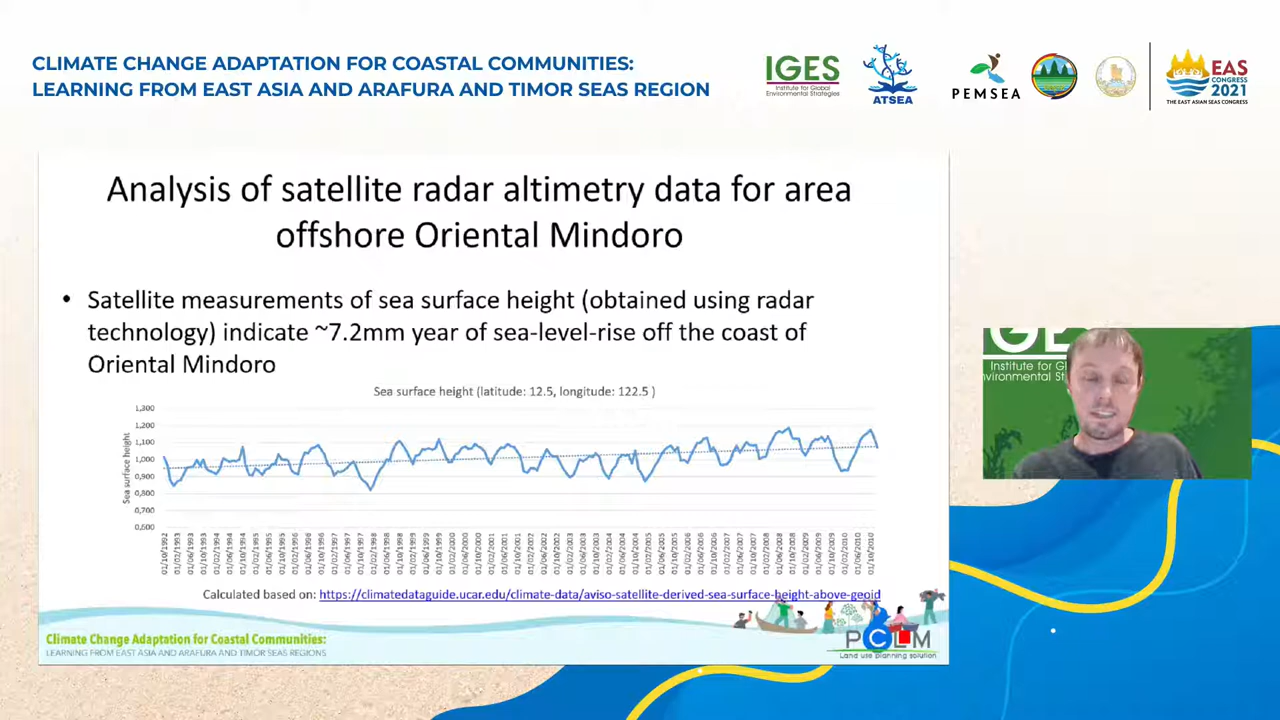 CLIMATE CHANGE ADAPTATION FOR COASTAL COMMUNITIES:
LEARNING FROM EAST ASIA AND ARAFURA AND TIMOR SEAS REGION
IGES
Institute for Global
Environmental Strategies
ATSEA
PEMSEA
EAS
CONGRESS
2021
THE EAST ASIAN SEAS CONGRESS
Analysis of satellite radar altimetry data for area
offshore Oriental Mindoro
• Satellite measurements of sea surface height (obtained using radar
technology) indicate ~7.2mm year of sea-level-rise off the coast of
Oriental Mindoro
Sea surface height (latitude: 12.5, longitude: 122.5 )
Sea surface height
1,300
1,200
1,100
1,000
0,900
0,800
0,700
0,600
Calculated based on: https://climatedataguide.ucar.edu/climate-data/aviso-satellite-derived-sea-surface-height-above-geoid
Climate Change Adaptation for Coastal Communities:
LEARNING FROM EAST ASIA AND ARAFURA AND TIMOR SEAS REGIONS
PCLM
Land use planning solution
Institute for Gl
nvironmental Str